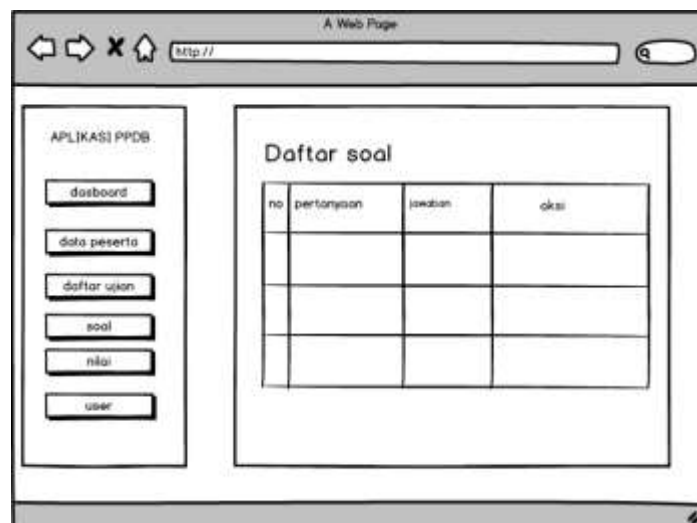 A Web Page
http://
APLIKASI PPDB
dasboard
data peserta
daftar ujian
soal
nilai
user
Daftar soal
no pertanyaan jawaban aksi